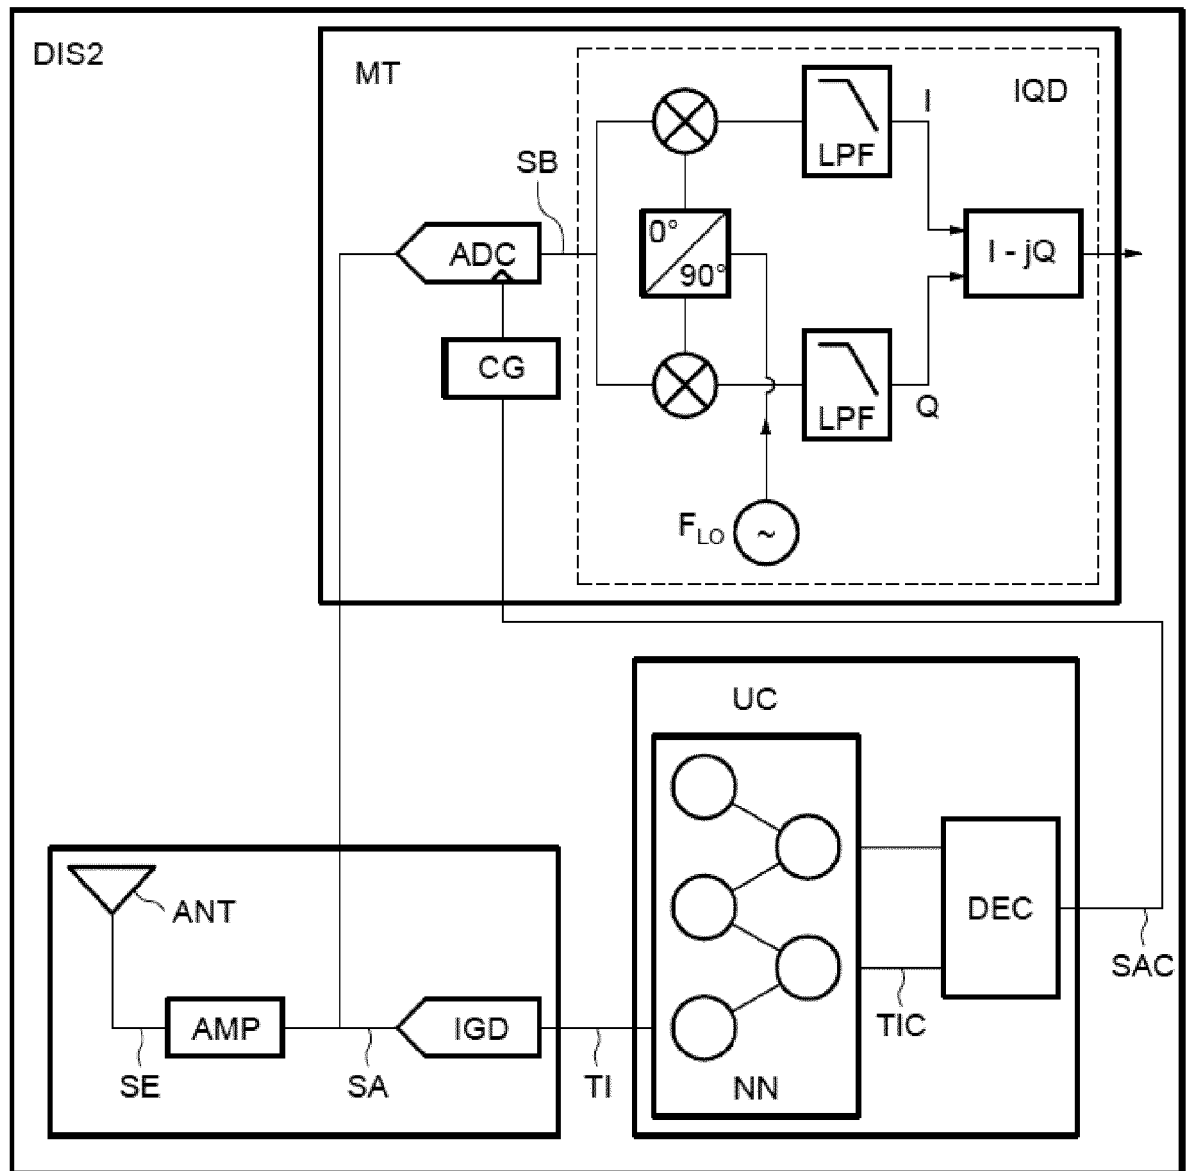 DIS2
MT
IQD
I
LPF
SB
0°
90°
ADC
I - jQ
CG
LPF
Q
F_LO
~
UC
ANT
DEC
SAC
AMP
IGD
TIC
SE
SA
TI
NN